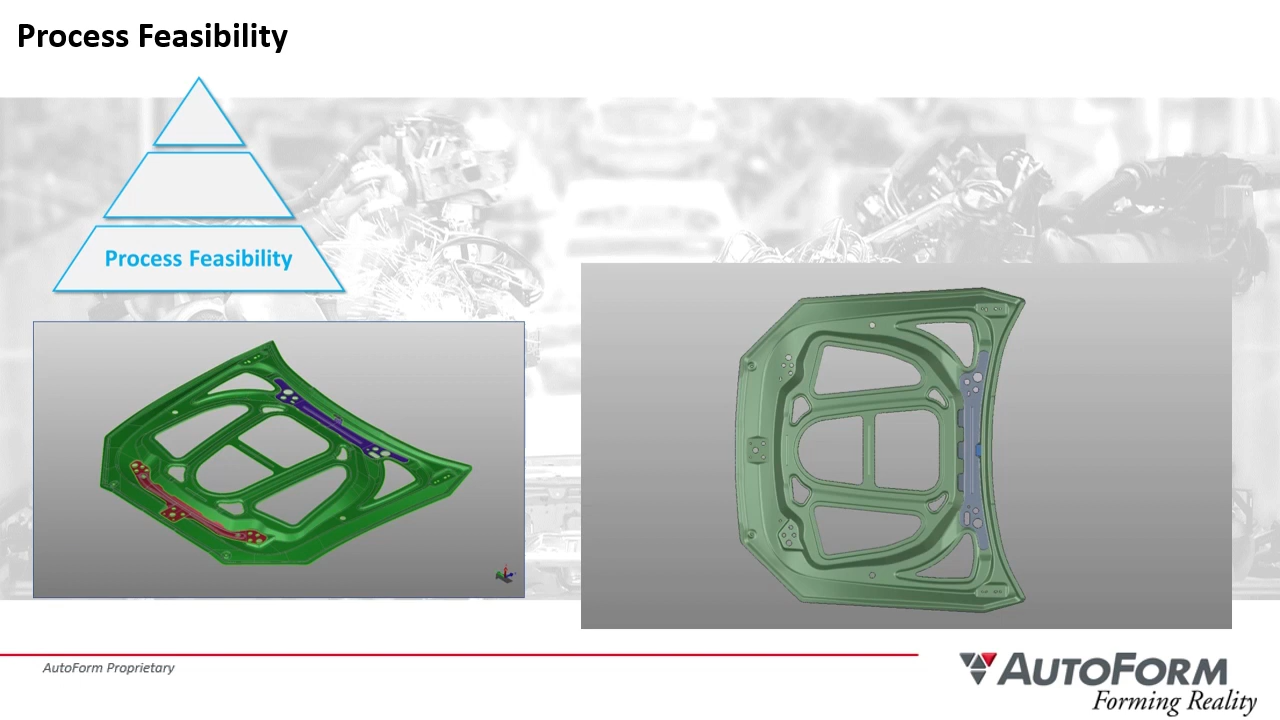 Process Feasibility
Process Feasibility
AutoForm Proprietary
AUTOFORM
Forming Reality